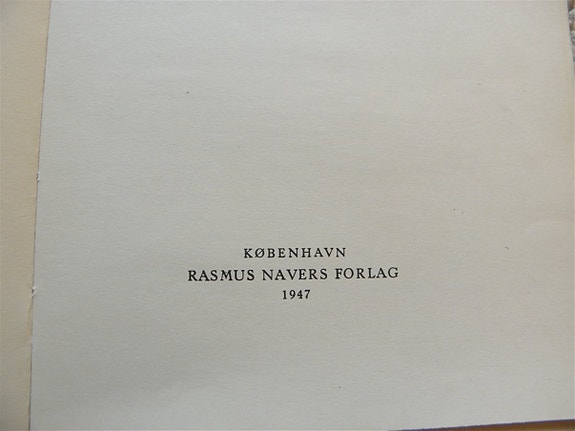 KØBENHAVN
RASMUS NAVERS FORLAG
1947